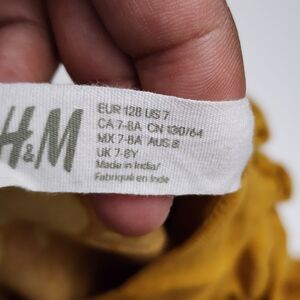 H&M
EUR 128 US 7
CA 7-8A CN 130/64
MX 7-8A AUS 8
UK 7-8Y
Made in India/
Fabriqué en Inde